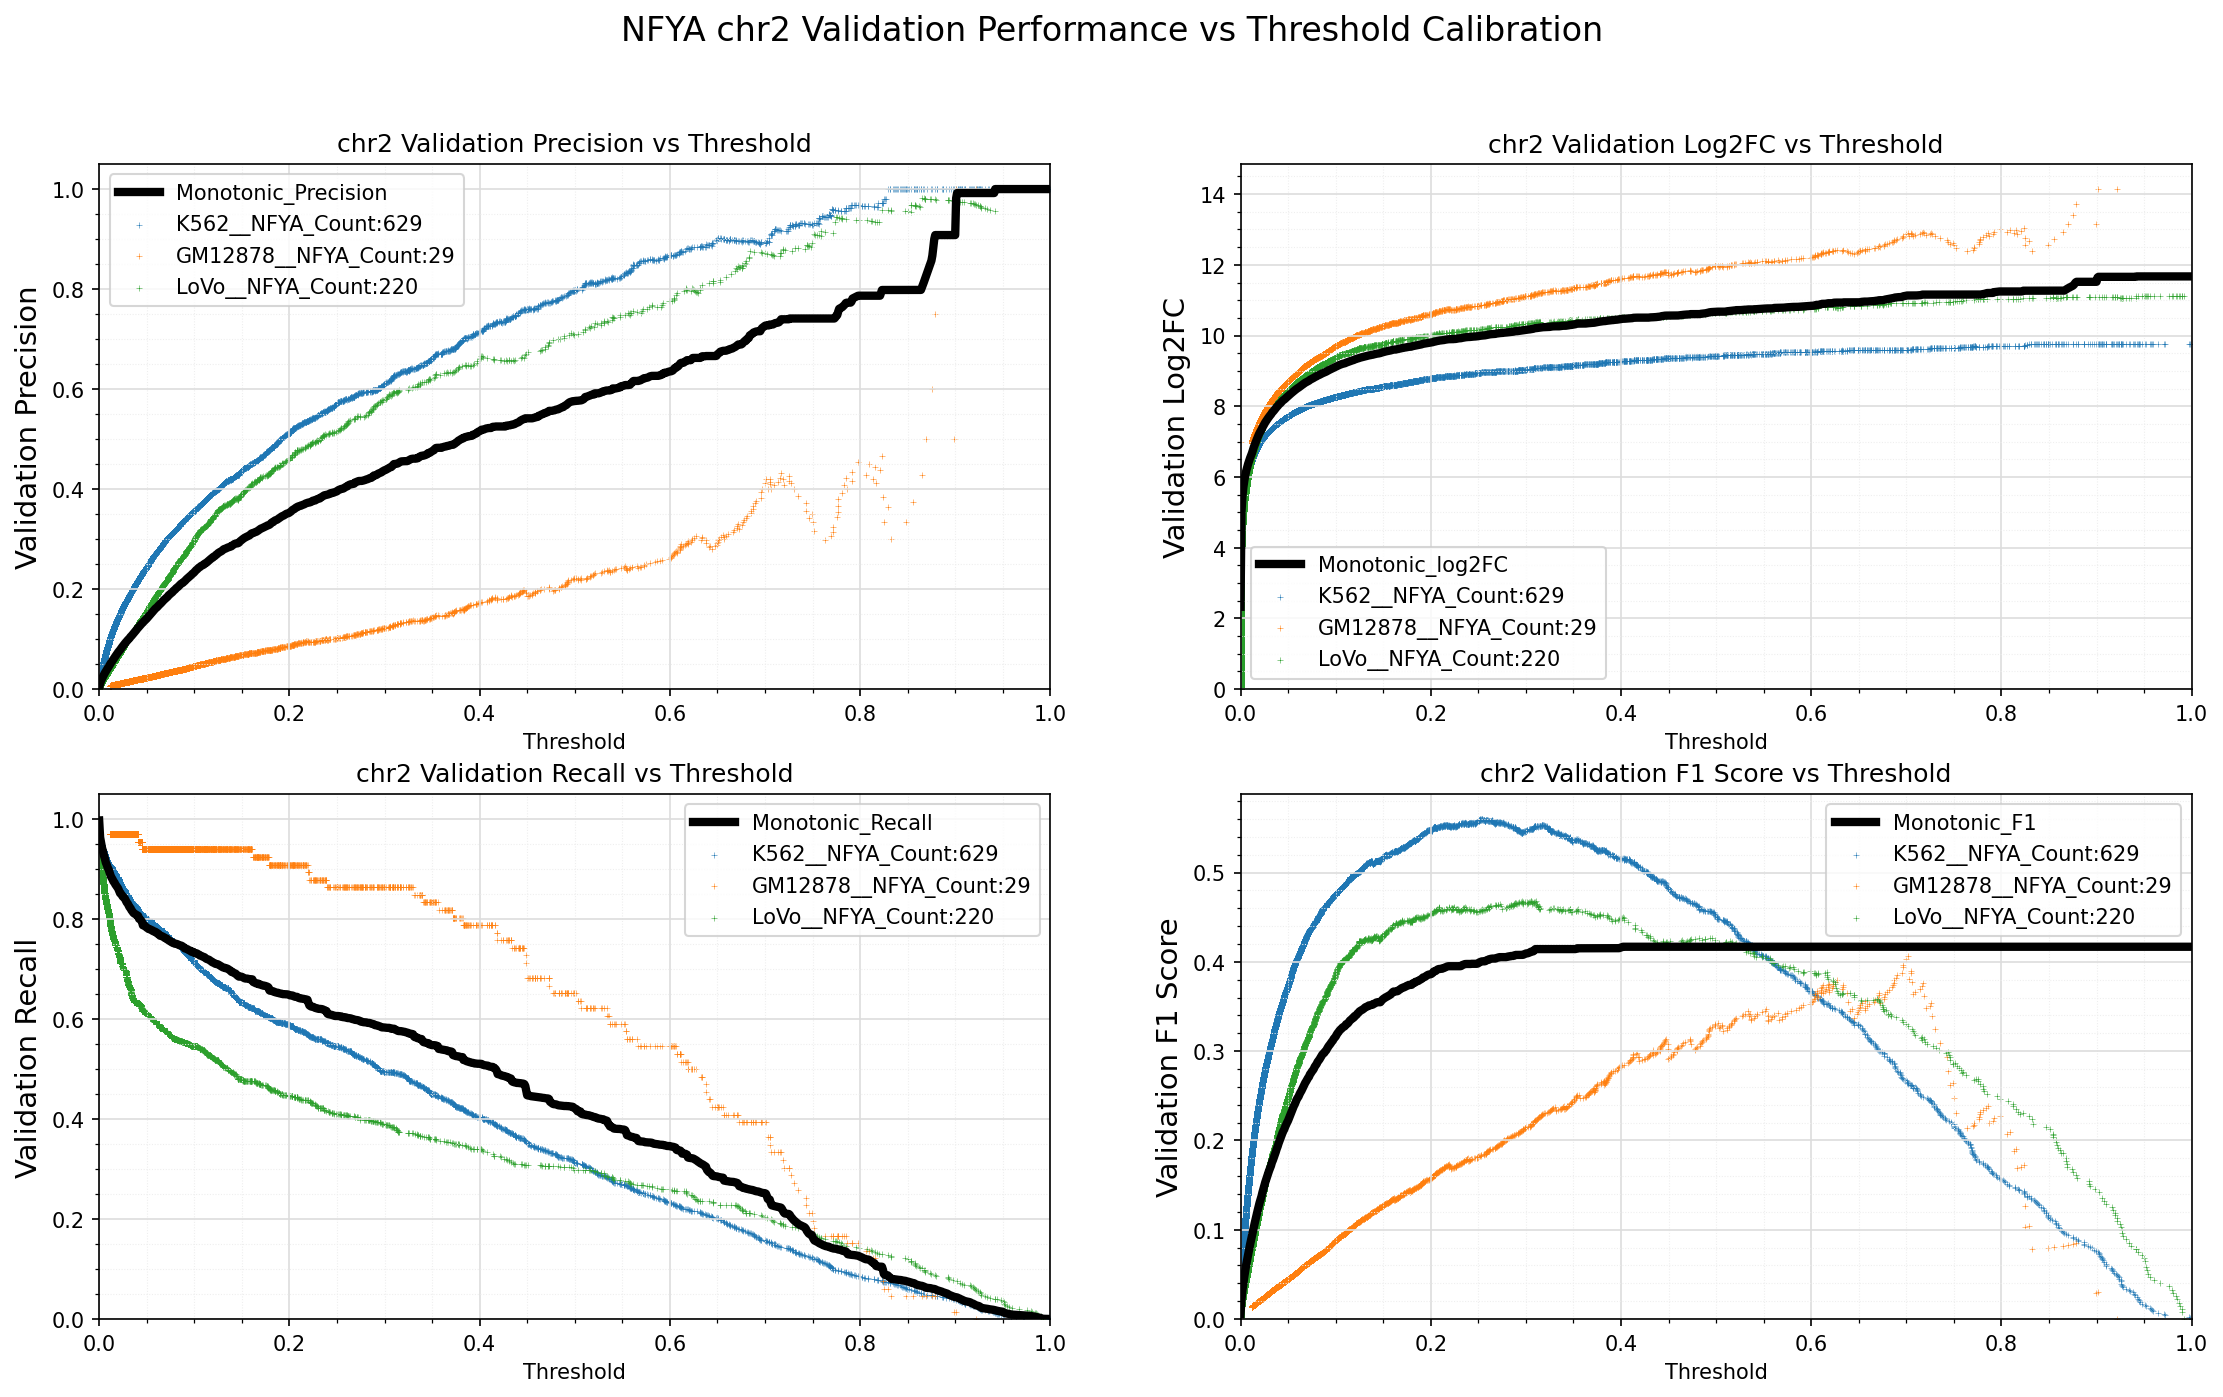 NFYA chr2 Validation Performance vs Threshold Calibration
chr2 Validation Precision vs Threshold
Validation Precision
1.0
0.8
0.6
0.4
0.2
0.0
Monotonic_Precision
K562__NFYA_Count:629
GM12878__NFYA_Count:29
LoVo__NFYA_Count:220
0.0 0.2 0.4 0.6 0.8 1.0
Threshold
chr2 Validation Log2FC vs Threshold
Validation Log2FC
14
12
10
8
6
4
2
0
Monotonic_log2FC
K562__NFYA_Count:629
GM12878__NFYA_Count:29
LoVo__NFYA_Count:220
0.0 0.2 0.4 0.6 0.8 1.0
Threshold
chr2 Validation Recall vs Threshold
Validation Recall
1.0
0.8
0.6
0.4
0.2
0.0
Monotonic_Recall
K562__NFYA_Count:629
GM12878__NFYA_Count:29
LoVo__NFYA_Count:220
0.0 0.2 0.4 0.6 0.8 1.0
Threshold
chr2 Validation F1 Score vs Threshold
Validation F1 Score
0.5
0.4
0.3
0.2
0.1
0.0
Monotonic_F1
K562__NFYA_Count:629
GM12878__NFYA_Count:29
LoVo__NFYA_Count:220
0.0 0.2 0.4 0.6 0.8 1.0
Threshold